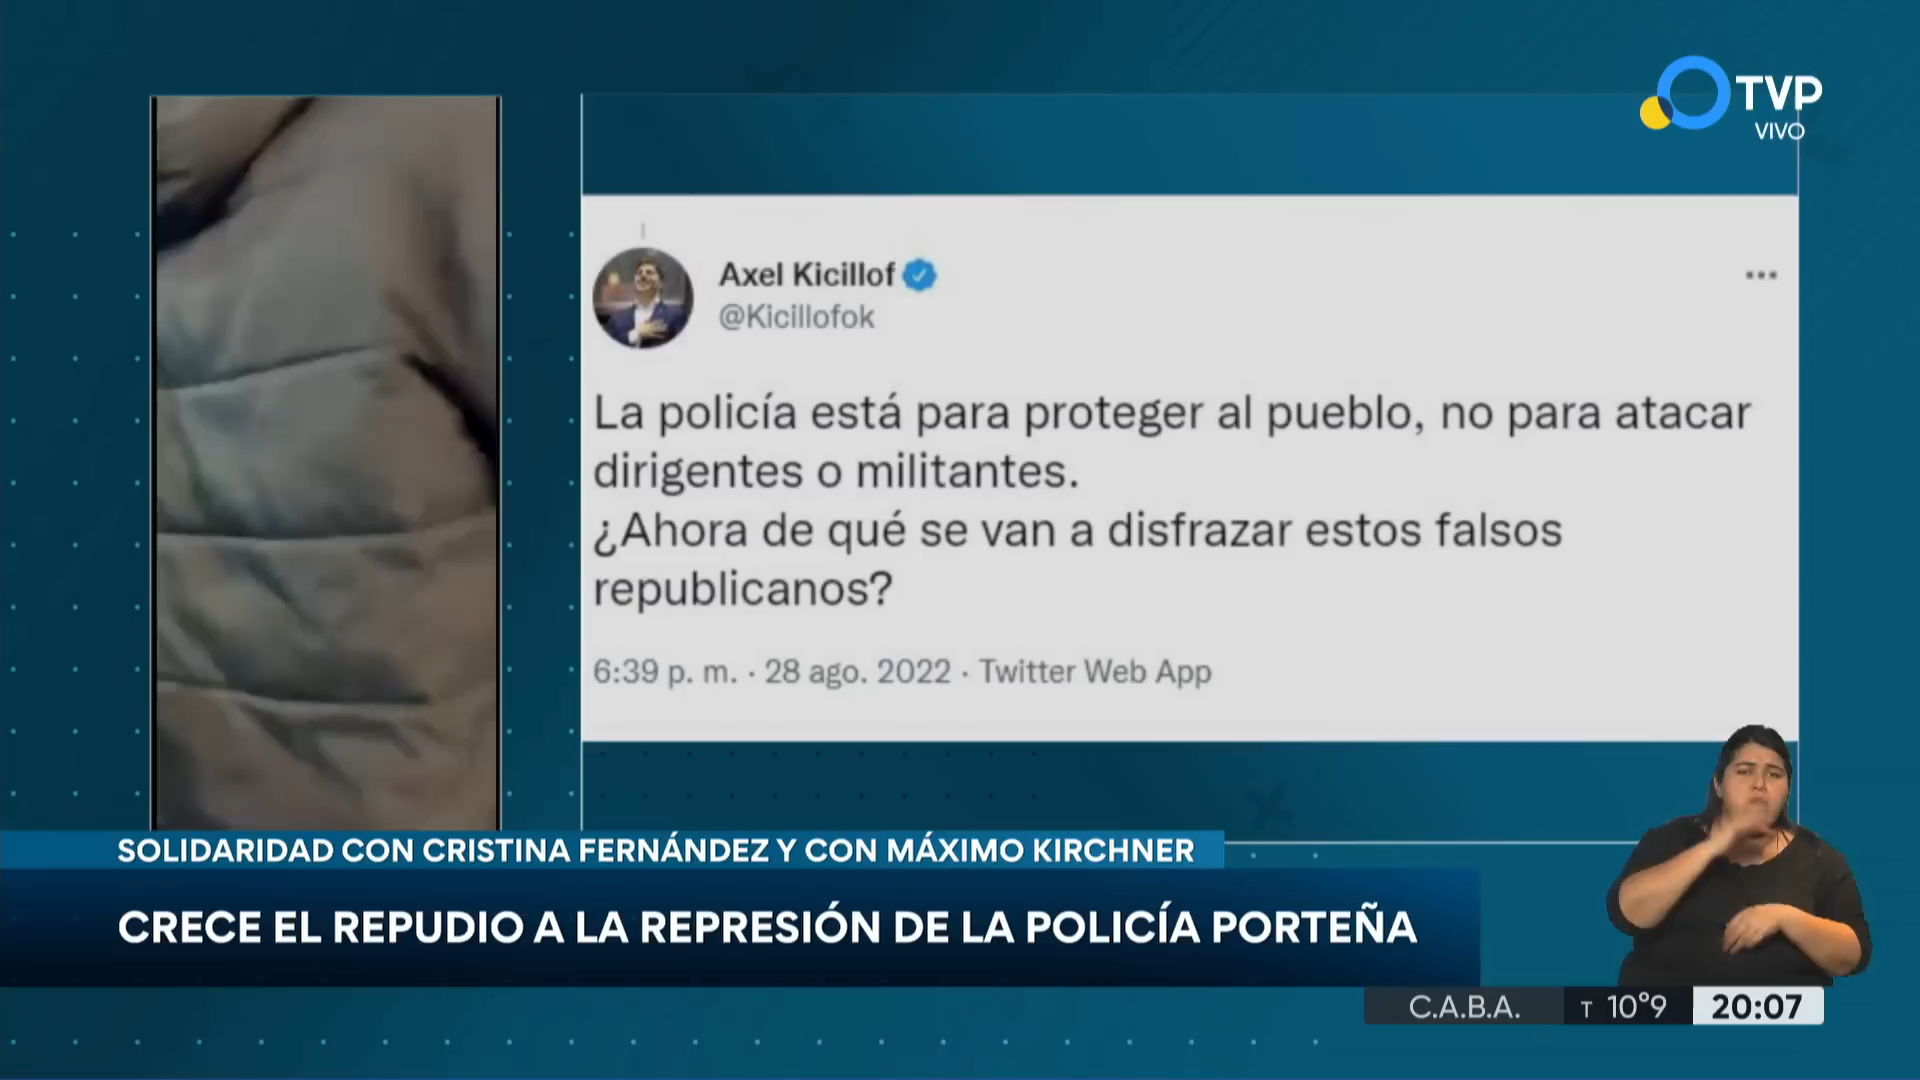 TVP
VIVO
Axel Kicillof
@Kicillofok
La policía está para proteger al pueblo, no para atacar
dirigentes o militantes.
¿Ahora de qué se van a disfrazar estos falsos
republicanos?
6:39 p. m. · 28 ago. 2022 · Twitter Web App
SOLIDARIDAD CON CRISTINA FERNÁNDEZ Y CON MÁXIMO KIRCHNER
CRECE EL REPUDIO A LA REPRESIÓN DE LA POLICÍA PORTEÑA
C.A.B.A. T 10°9 20:07